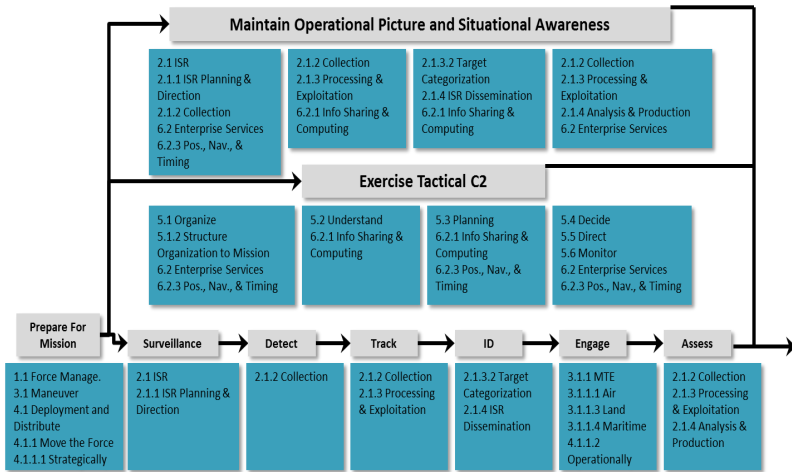 Maintain Operational Picture and Situational Awareness
2.1 ISR
2.1.1 ISR Planning &
Direction
2.1.2 Collection
6.2 Enterprise Services
6.2.3 Pos., Nav., &
Timing
2.1.2 Collection
2.1.3 Processing &
Exploitation
6.2.1 Info Sharing &
Computing
2.1.3.2 Target
Categorization
2.1.4 ISR Dissemination
6.2.1 Info Sharing &
Computing
2.1.2 Collection
2.1.3 Processing &
Exploitation
2.1.4 Analysis & Production
6.2 Enterprise Services
Exercise Tactical C2
5.1 Organize
5.1.2 Structure
Organization to Mission
6.2 Enterprise Services
6.2.3 Pos., Nav., & Timing
5.2 Understand
6.2.1 Info Sharing &
Computing
5.3 Planning
6.2.1 Info Sharing &
Computing
6.2.3 Pos., Nav., &
Timing
5.4 Decide
5.5 Direct
5.6 Monitor
6.2 Enterprise Services
6.2.3 Pos., Nav., & Timing
Prepare For
Mission
1.1 Force Manage.
3.1 Maneuver
4.1 Deployment and
Distribute
4.1.1 Move the Force
4.1.1.1 Strategically
Surveillance
2.1 ISR
2.1.1 ISR Planning &
Direction
Detect
2.1.2 Collection
Track
2.1.2 Collection
2.1.3 Processing
& Exploitation
ID
2.1.3.2 Target
Categorization
2.1.4 ISR
Dissemination
Engage
3.1.1 MTE
3.1.1.1 Air
3.1.1.3 Land
3.1.1.4 Maritime
4.1.1.2
Operationally
Assess
2.1.2 Collection
2.1.3 Processing
& Exploitation
2.1.4 Analysis &
Production